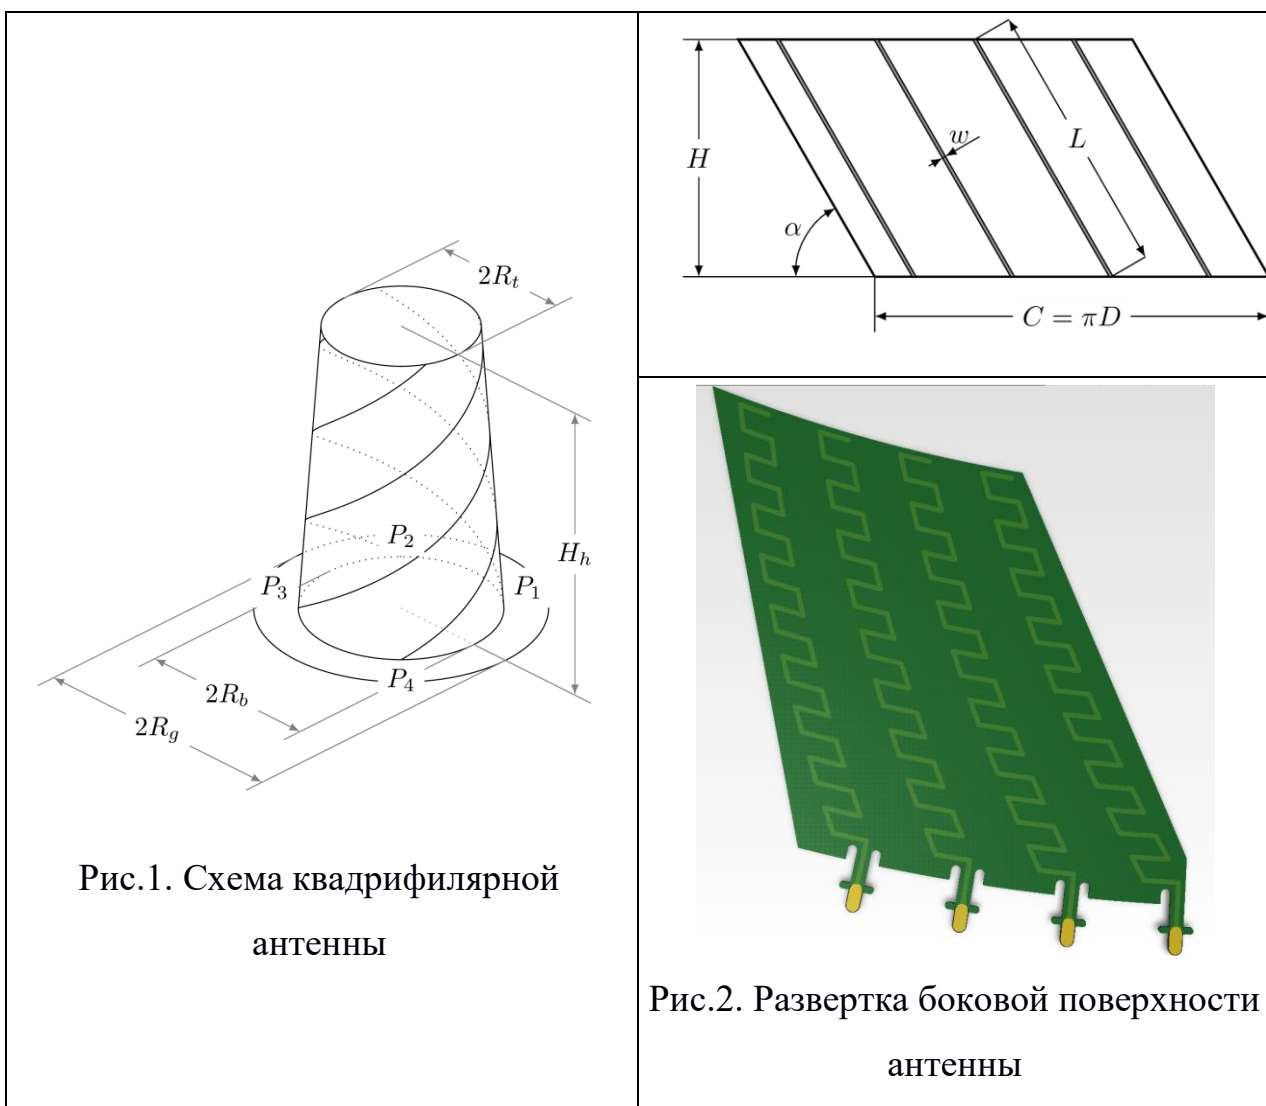 2R_t
H_h
P_2
P_3
P_1
P_4
2R_b
2R_g
Рис.1. Схема квадрифилярной
антенны
w
L
H
α
C = πD
Рис.2. Развертка боковой поверхности
антенны